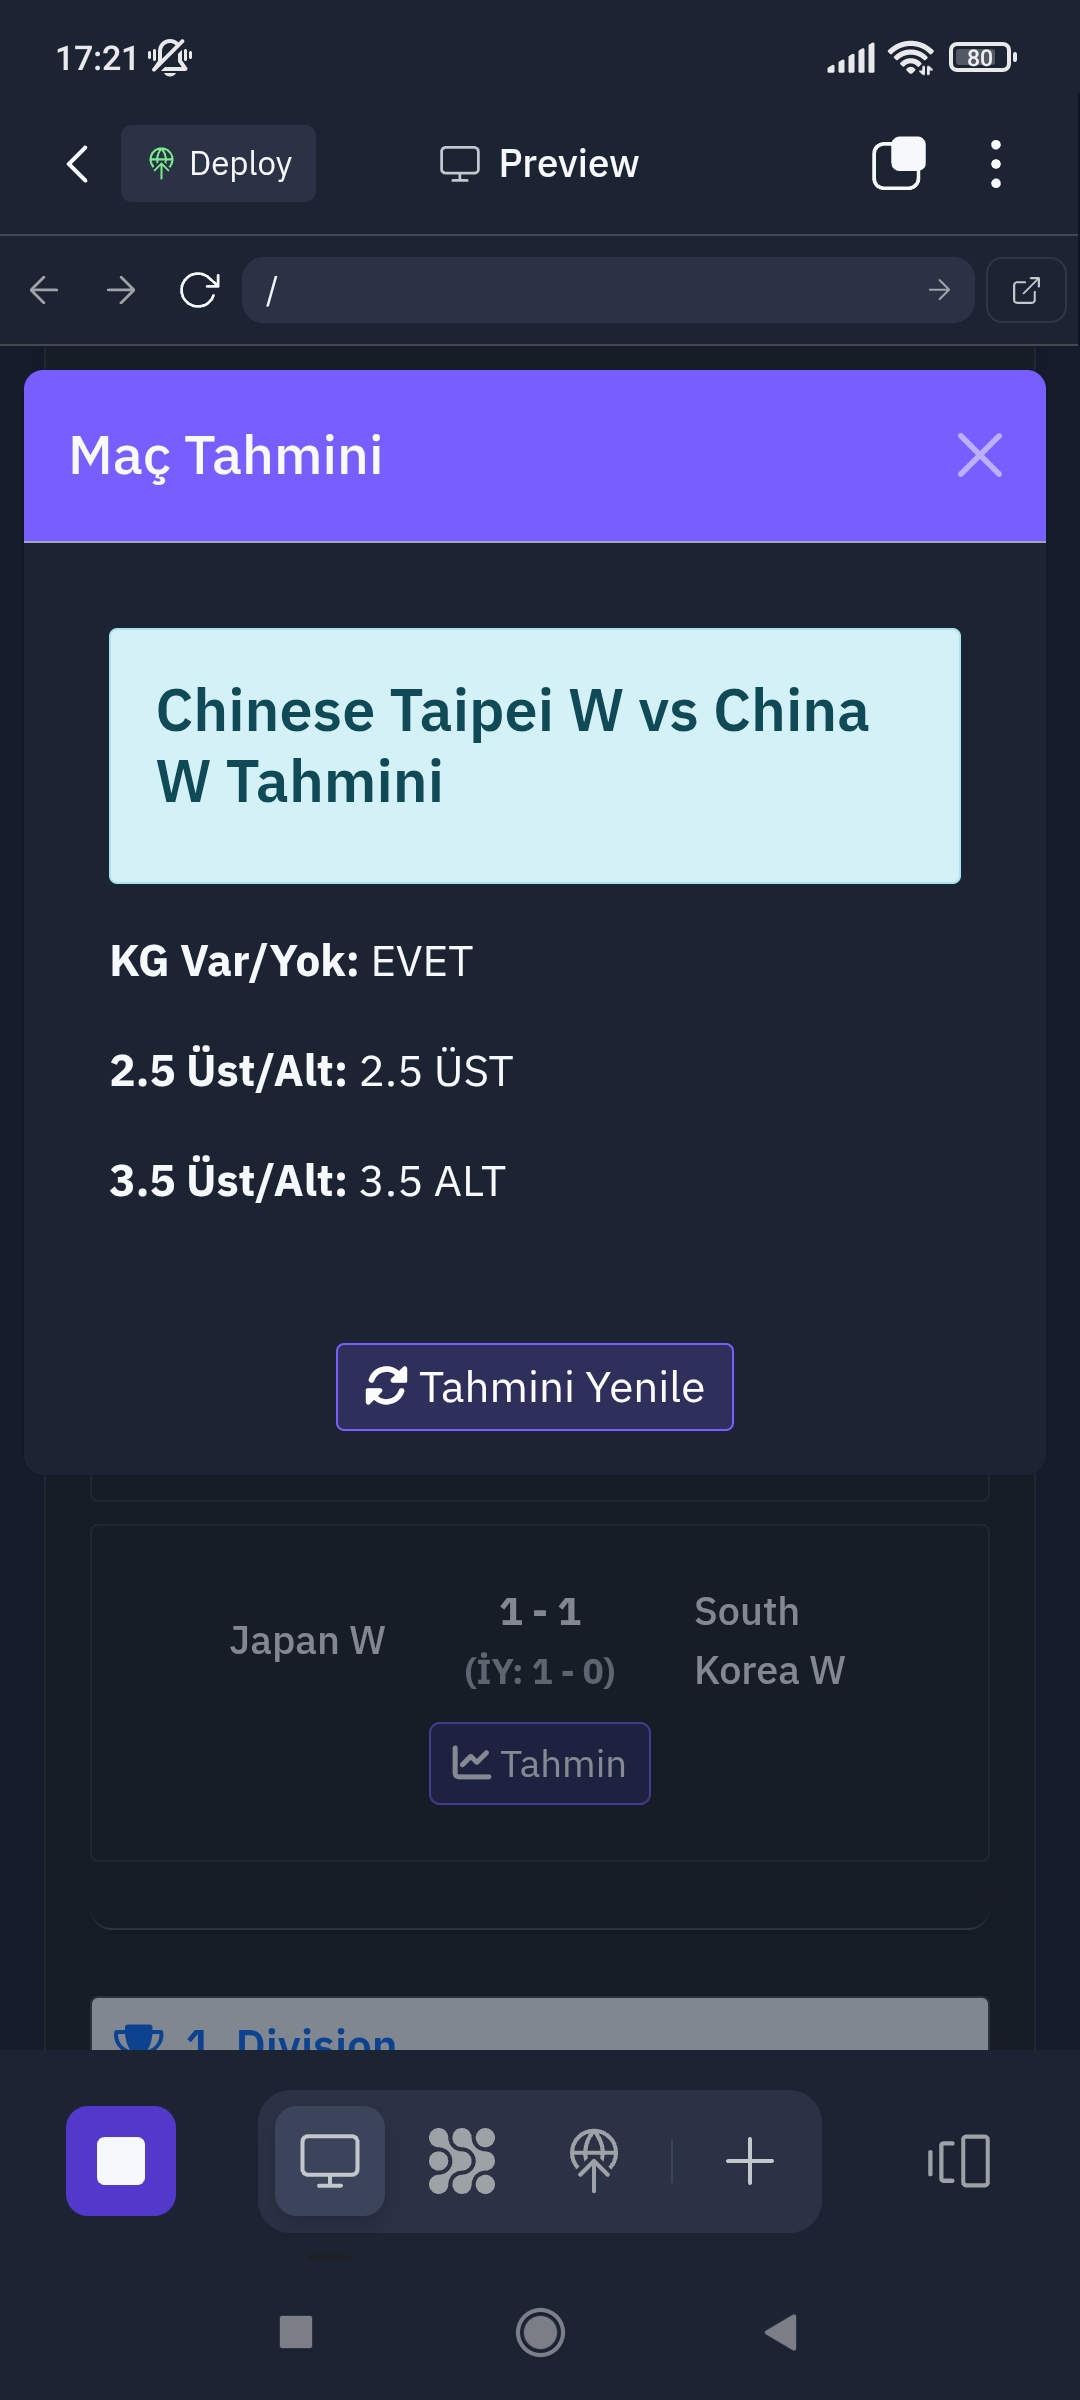 17:21
80
Deploy
Preview
/
Maç Tahmini
Chinese Taipei W vs China
W Tahmini
KG Var/Yok: EVET
2.5 Üst/Alt: 2.5 ÜST
3.5 Üst/Alt: 3.5 ALT
Tahmini Yenile
Japan W
1 - 1
(İY: 1 - 0)
South
Korea W
Tahmin
1. Division